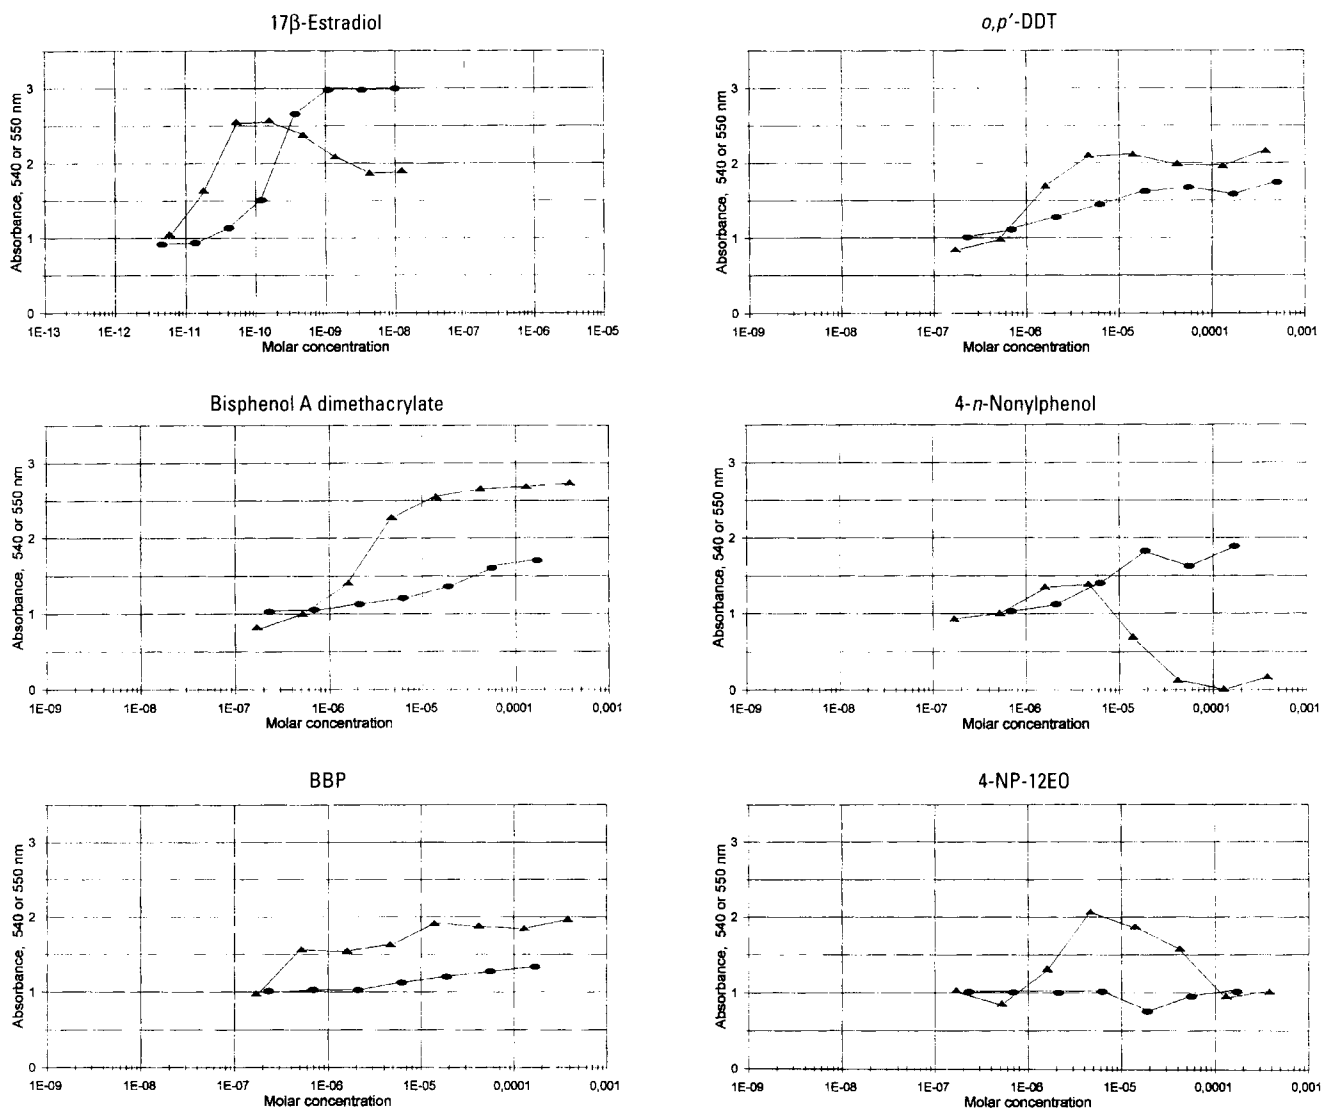 17β-Estradiol
Absorbance, 540 or 550 nm
3
2
1
0
1E-13 1E-12 1E-11 1E-10 1E-09 1E-08 1E-07 1E-06 1E-05
Molar concentration
o,p′-DDT
Absorbance, 540 or 550 nm
3
2
1
0
1E-09 1E-08 1E-07 1E-06 1E-05 0,0001 0,001
Molar concentration
Bisphenol A dimethacrylate
Absorbance, 540 or 550 nm
3
2
1
0
1E-09 1E-08 1E-07 1E-06 1E-05 0,0001 0,001
Molar concentration
4-n-Nonylphenol
Absorbance, 540 or 550 nm
3
2
1
0
1E-09 1E-08 1E-07 1E-06 1E-05 0,0001 0,001
Molar concentration
BBP
Absorbance, 540 or 550 nm
3
2
1
0
1E-09 1E-08 1E-07 1E-06 1E-05 0,0001 0,001
Molar concentration
4-NP-12EO
Absorbance, 540 or 550 nm
3
2
1
0
1E-09 1E-08 1E-07 1E-06 1E-05 0,0001 0,001
Molar concentration